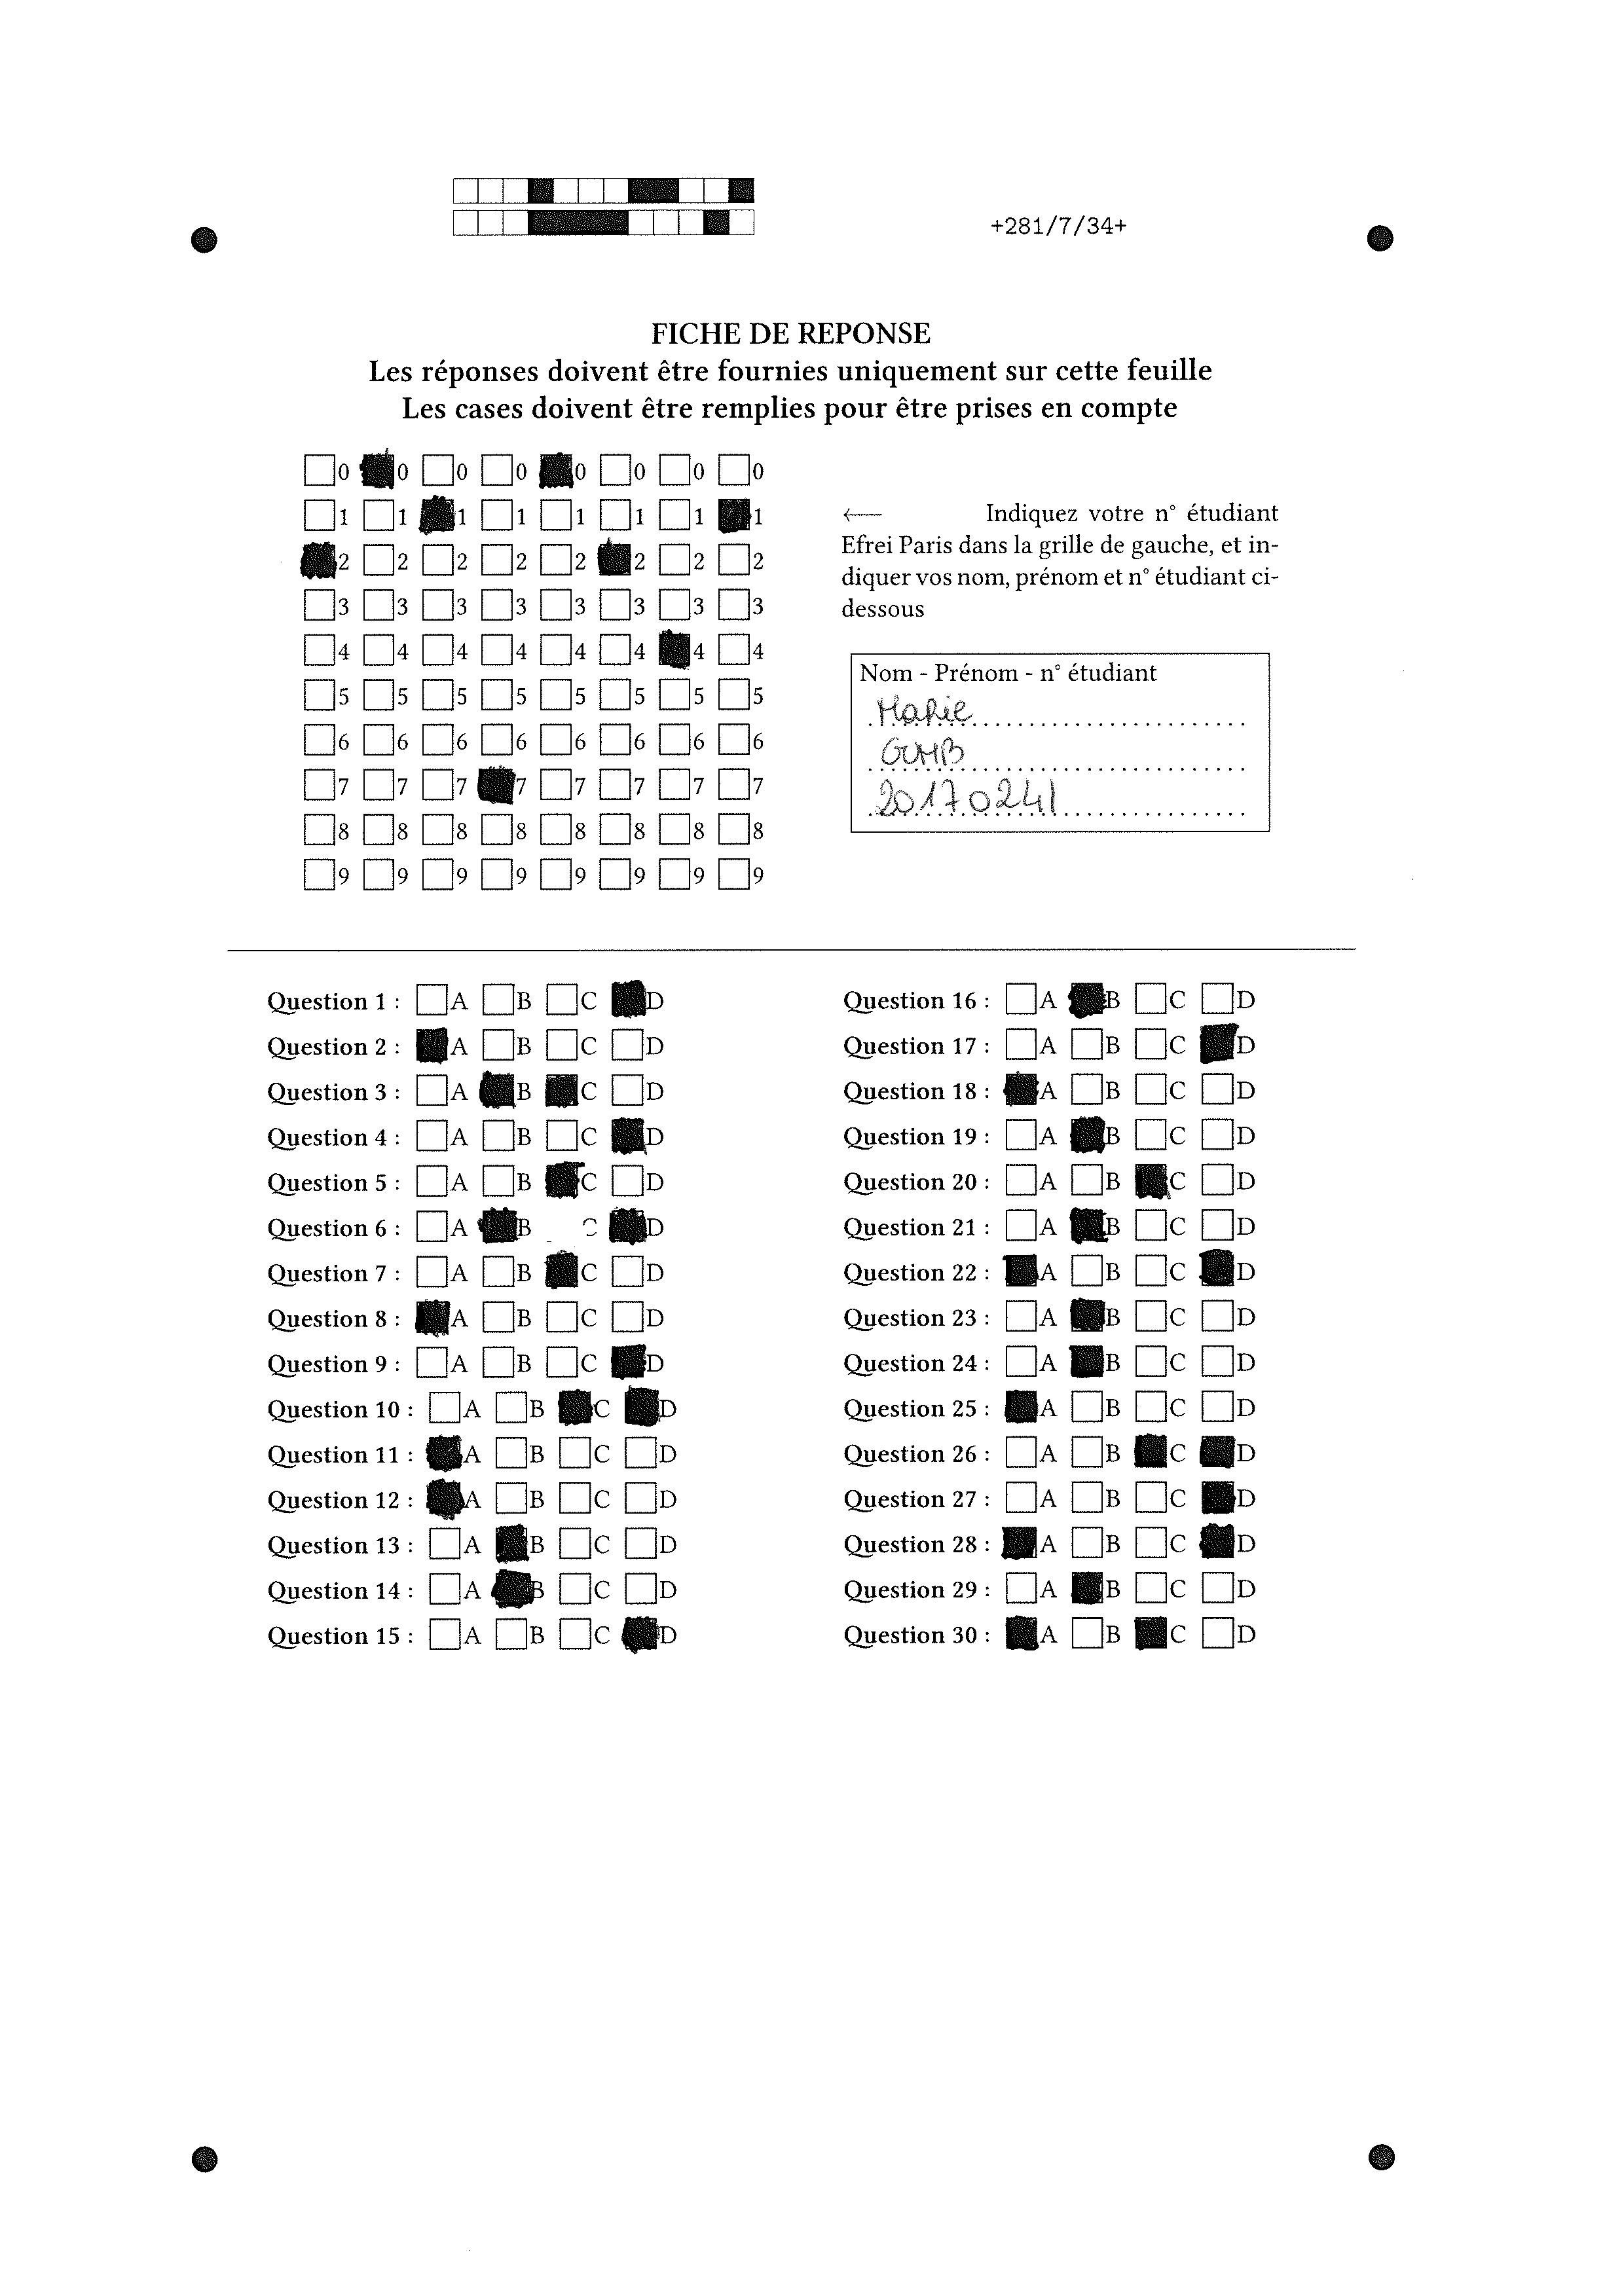 +281/7/34+
FICHE DE REPONSE
Les réponses doivent être fournies uniquement sur cette feuille
Les cases doivent être remplies pour être prises en compte
0 0 0 0 0 0 0 0
1 1 1 1 1 1 1 1
2 2 2 2 2 2 2 2
3 3 3 3 3 3 3 3
4 4 4 4 4 4 4 4
5 5 5 5 5 5 5 5
6 6 6 6 6 6 6 6
7 7 7 7 7 7 7 7
8 8 8 8 8 8 8 8
9 9 9 9 9 9 9 9
← Indiquez votre n° étudiant
Efrei Paris dans la grille de gauche, et in-
diquer vos nom, prénom et n° étudiant ci-
dessous
Nom - Prénom - n° étudiant
Marie
GUMB
20170241
Question 1 : A B C D
Question 2 : A B C D
Question 3 : A B C D
Question 4 : A B C D
Question 5 : A B C D
Question 6 : A B C D
Question 7 : A B C D
Question 8 : A B C D
Question 9 : A B C D
Question 10 : A B C D
Question 11 : A B C D
Question 12 : A B C D
Question 13 : A B C D
Question 14 : A B C D
Question 15 : A B C D
Question 16 : A B C D
Question 17 : A B C D
Question 18 : A B C D
Question 19 : A B C D
Question 20 : A B C D
Question 21 : A B C D
Question 22 : A B C D
Question 23 : A B C D
Question 24 : A B C D
Question 25 : A B C D
Question 26 : A B C D
Question 27 : A B C D
Question 28 : A B C D
Question 29 : A B C D
Question 30 : A B C D